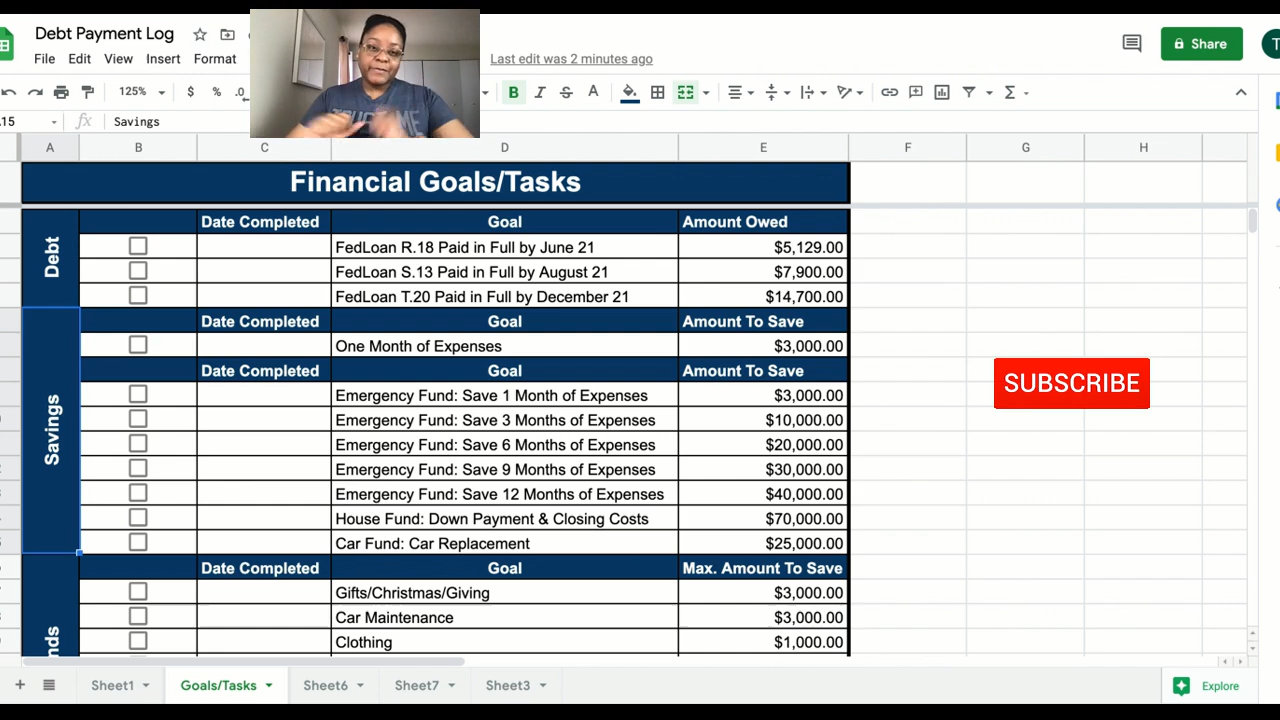 Debt Payment Log
File Edit View Insert Format
Last edit was 2 minutes ago
Share
T
125% $ % .0 B I S A Σ
15 fx Savings
A B C D E F G H
Financial Goals/Tasks
Debt
Date Completed Goal Amount Owed
FedLoan R.18 Paid in Full by June 21 $5,129.00
FedLoan S.13 Paid in Full by August 21 $7,900.00
FedLoan T.20 Paid in Full by December 21 $14,700.00
Savings
Date Completed Goal Amount To Save
One Month of Expenses $3,000.00
Date Completed Goal Amount To Save
Emergency Fund: Save 1 Month of Expenses $3,000.00
Emergency Fund: Save 3 Months of Expenses $10,000.00
Emergency Fund: Save 6 Months of Expenses $20,000.00
Emergency Fund: Save 9 Months of Expenses $30,000.00
Emergency Fund: Save 12 Months of Expenses $40,000.00
House Fund: Down Payment & Closing Costs $70,000.00
Car Fund: Car Replacement $25,000.00
SUBSCRIBE
nds
Date Completed Goal Max. Amount To Save
Gifts/Christmas/Giving $3,000.00
Car Maintenance $3,000.00
Clothing $1,000.00
Sheet1 Goals/Tasks Sheet6 Sheet7 Sheet3 Explore